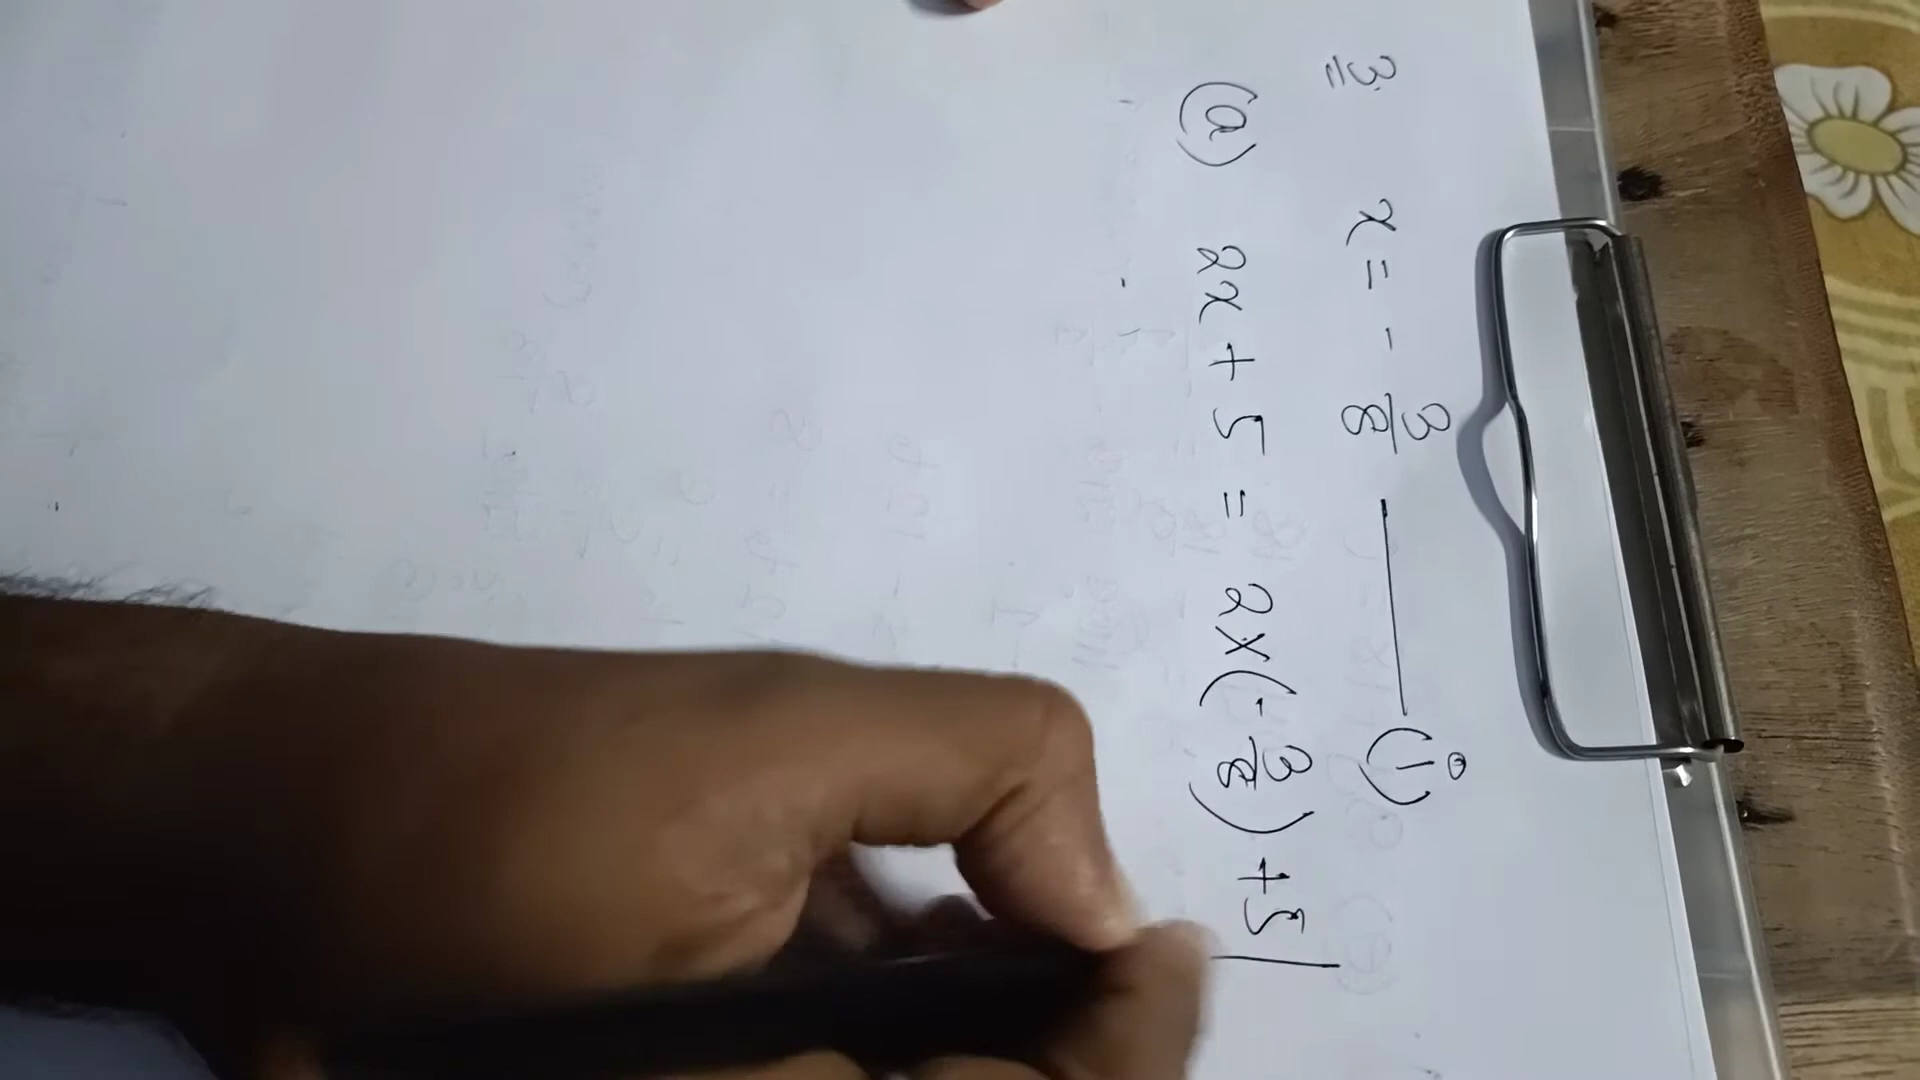 3. x = - 3/8 ——— (i)
(a) 2x + 5 = 2×(-3/8) + 5 |